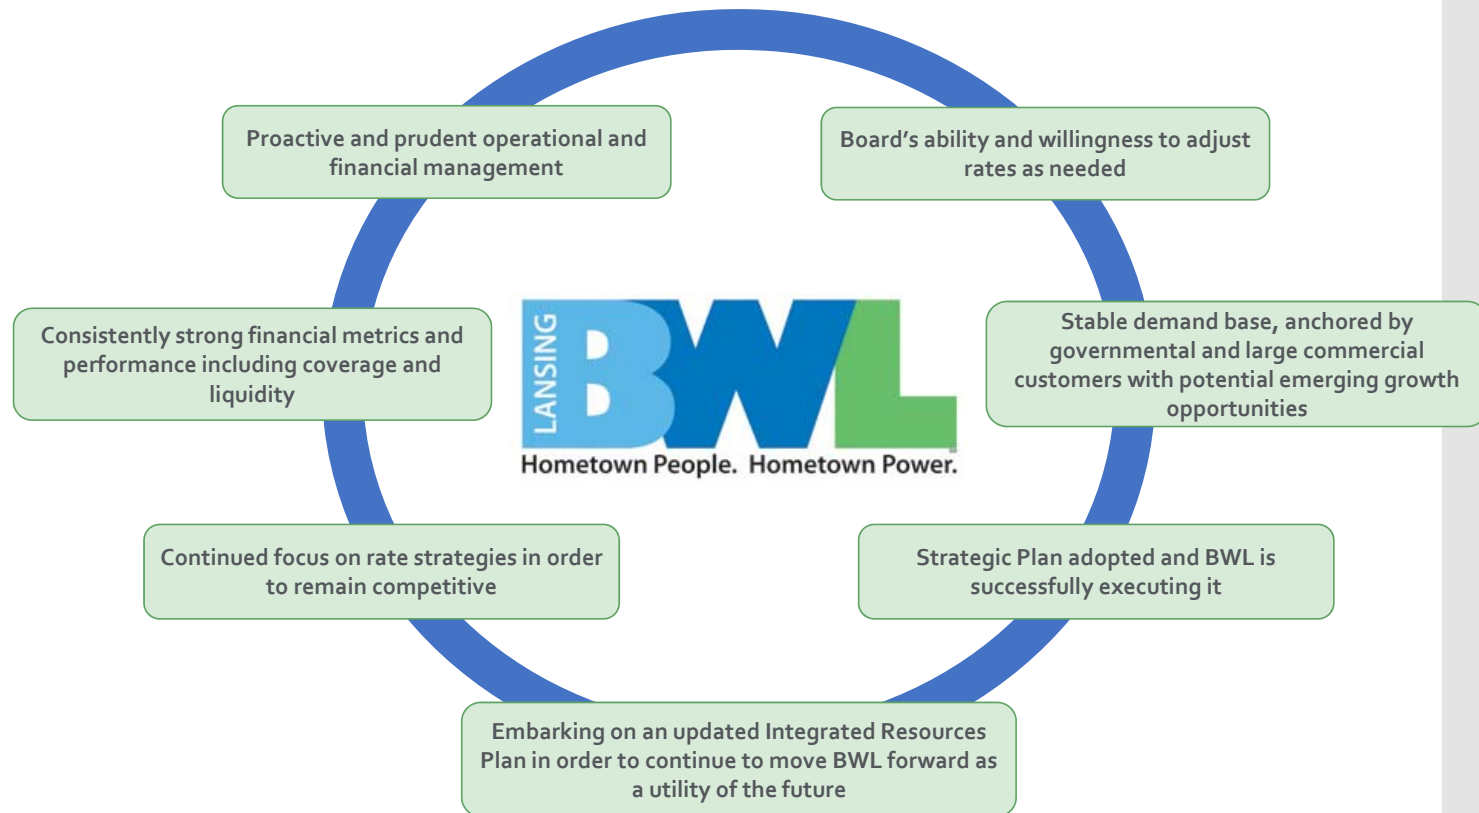 Proactive and prudent operational and
financial management
Board’s ability and willingness to adjust
rates as needed
Consistently strong financial metrics and
performance including coverage and
liquidity
LANSING
BWL
Hometown People. Hometown Power.
Stable demand base, anchored by
governmental and large commercial
customers with potential emerging growth
opportunities
Continued focus on rate strategies in order
to remain competitive
Strategic Plan adopted and BWL is
successfully executing it
Embarking on an updated Integrated Resources
Plan in order to continue to move BWL forward as
a utility of the future